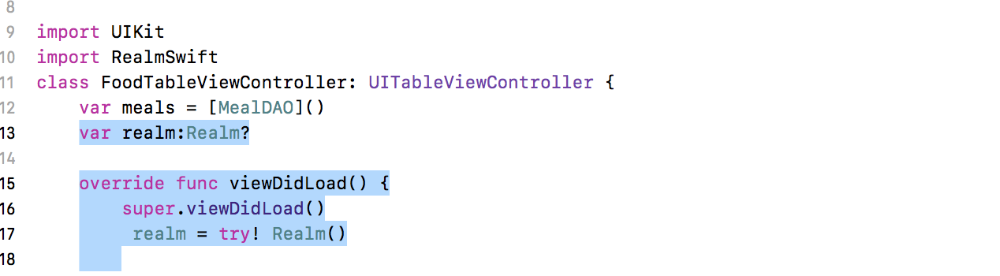 8
9 import UIKit
10 import RealmSwift
11 class FoodTableViewController: UITableViewController {
12     var meals = [MealDAO]()
13     var realm:Realm?
14
15     override func viewDidLoad() {
16         super.viewDidLoad()
17          realm = try! Realm()
18